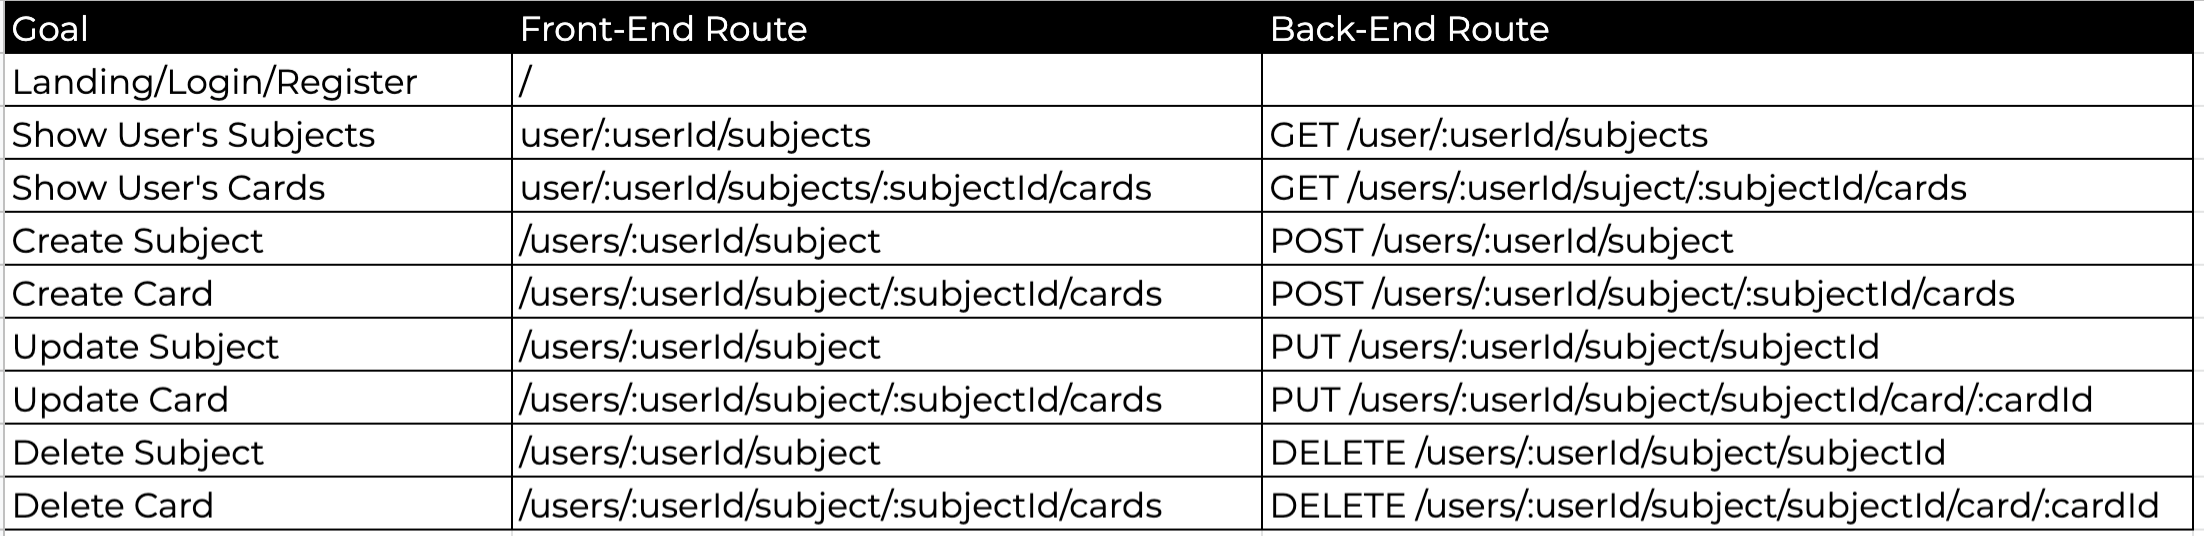 Goal Front-End Route Back-End Route
Landing/Login/Register /
Show User's Subjects user/:userId/subjects GET /user/:userId/subjects
Show User's Cards user/:userId/subjects/:subjectId/cards GET /users/:userId/suject/:subjectId/cards
Create Subject /users/:userId/subject POST /users/:userId/subject
Create Card /users/:userId/subject/:subjectId/cards POST /users/:userId/subject/:subjectId/cards
Update Subject /users/:userId/subject PUT /users/:userId/subject/subjectId
Update Card /users/:userId/subject/:subjectId/cards PUT /users/:userId/subject/subjectId/card/:cardId
Delete Subject /users/:userId/subject DELETE /users/:userId/subject/subjectId
Delete Card /users/:userId/subject/:subjectId/cards DELETE /users/:userId/subject/subjectId/card/:cardId